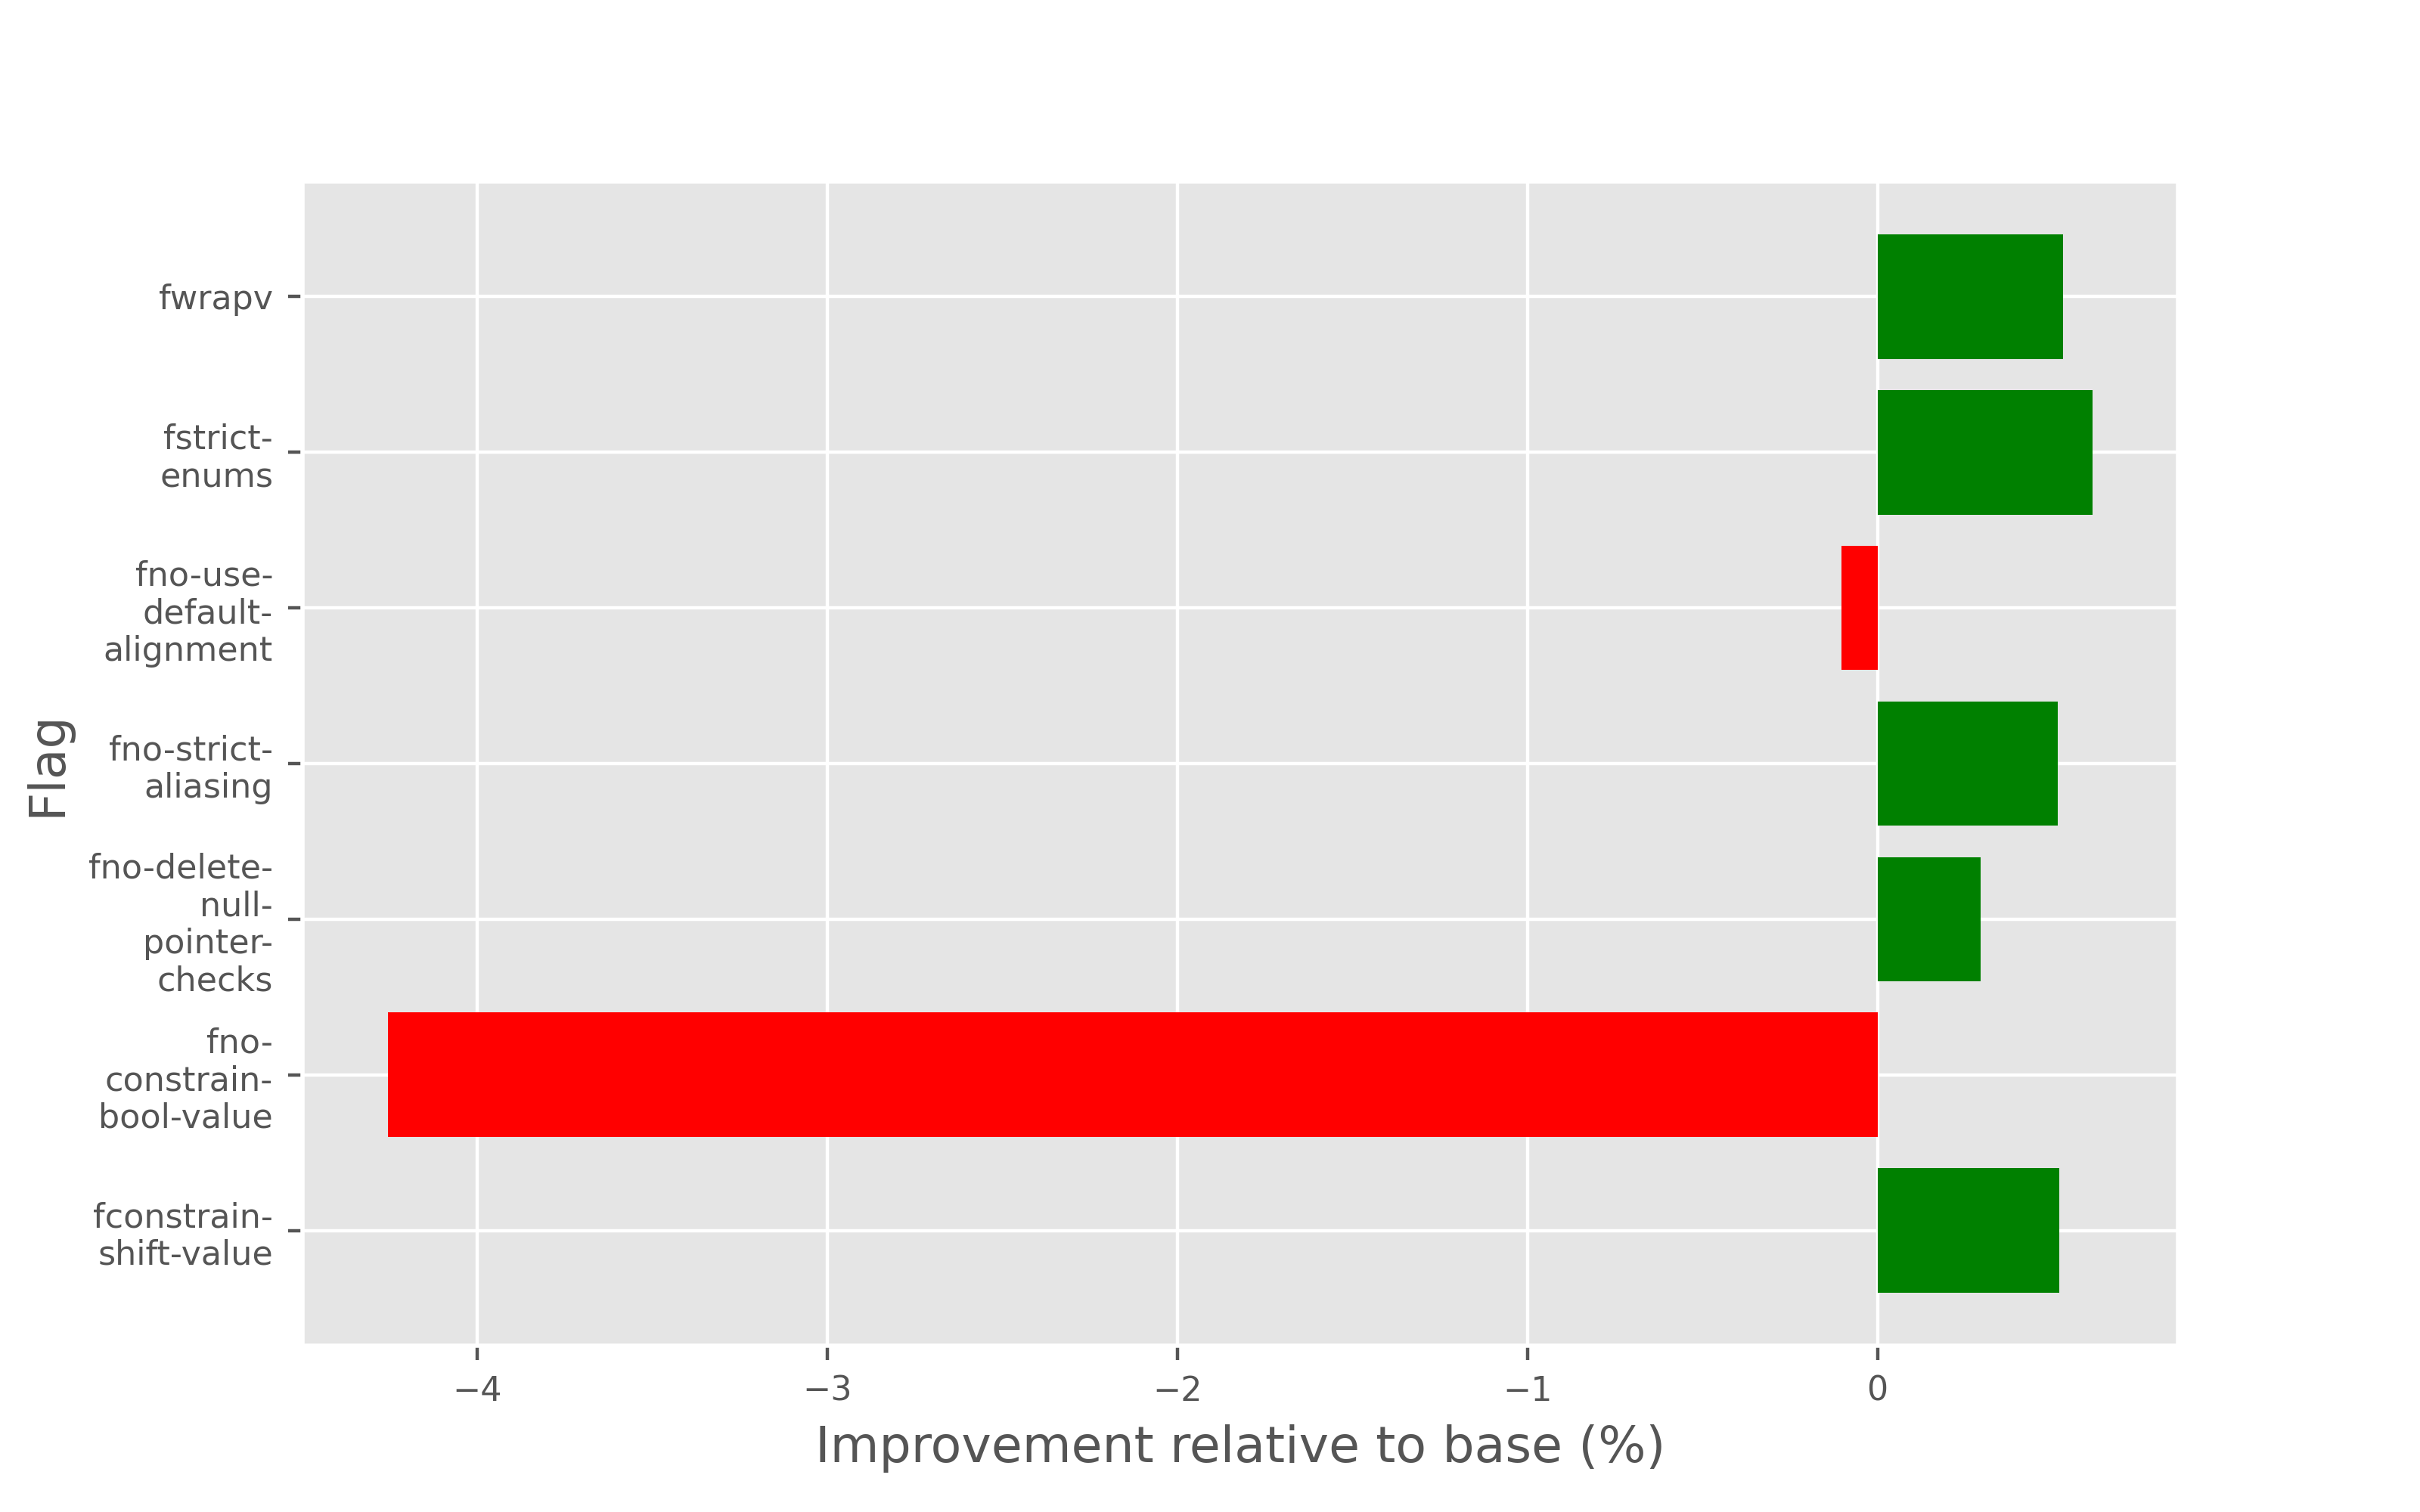 Flag
fwrapv
fstrict-
enums
fno-use-
default-
alignment
fno-strict-
aliasing
fno-delete-
null-
pointer-
checks
fno-
constrain-
bool-value
fconstrain-
shift-value
−4 −3 −2 −1 0
Improvement relative to base (%)